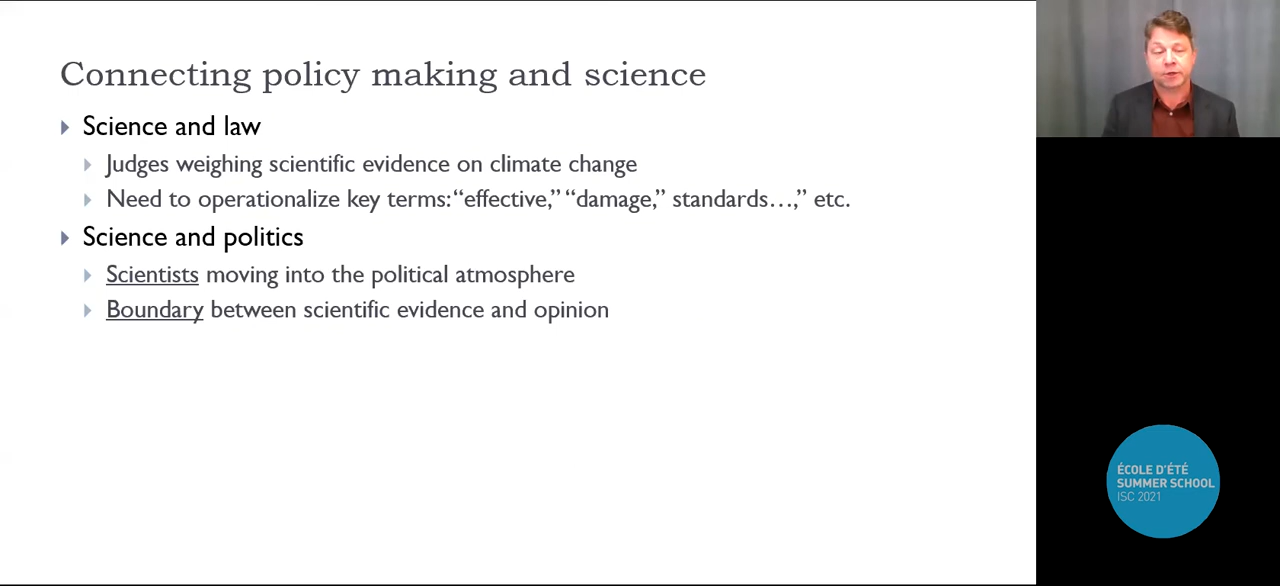 Connecting policy making and science
Science and law
Judges weighing scientific evidence on climate change
Need to operationalize key terms: “effective,” “damage,” standards…,” etc.
Science and politics
Scientists moving into the political atmosphere
Boundary between scientific evidence and opinion
ÉCOLE D'ÉTÉ
SUMMER SCHOOL
ISC 2021